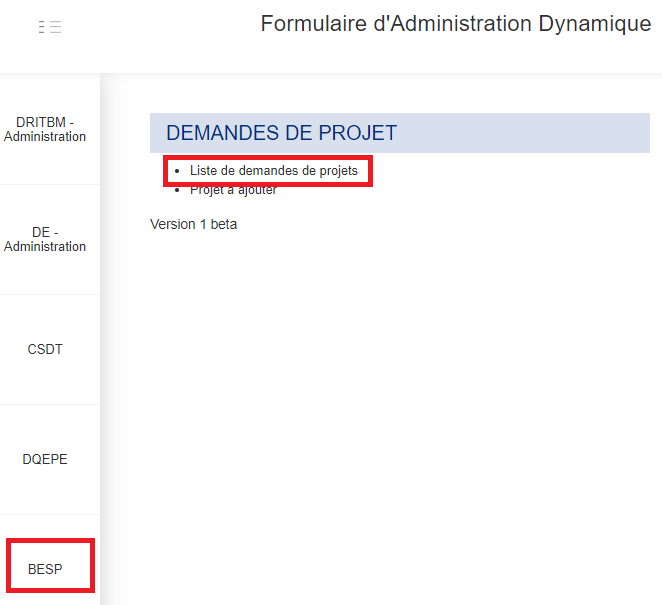 Formulaire d'Administration Dynamique
DRITBM -
Administration
DE -
Administration
CSDT
DQEPE
BESP
DEMANDES DE PROJET
• Liste de demandes de projets
• Projet à ajouter
Version 1 beta